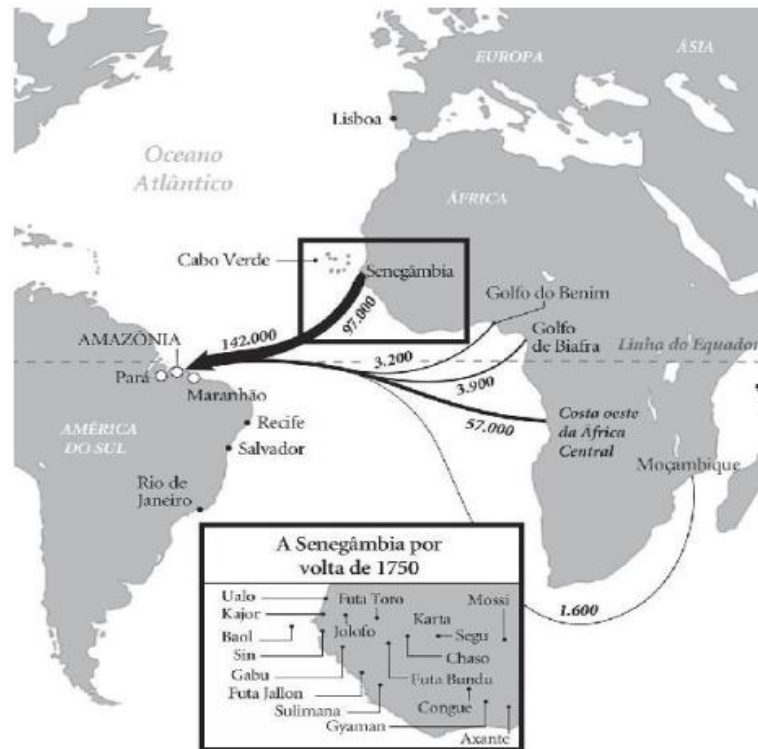 EUROPA
ÁSIA
Lisboa
Oceano
Atlântico
ÁFRICA
Cabo Verde
Senegâmbia
Golfo do Benim
142.000
97.000
Golfo
de Biafra
AMAZÔNIA
3.200
Linha do Equador
Pará
3.900
Maranhão
57.000
Costa oeste
da África
Central
AMÉRICA
DO SUL
Recife
Salvador
Moçambique
Rio de
Janeiro
1.600
A Senegâmbia por
volta de 1750
Ualo
Futa Toro
Mossi
Kajor
Karta
Baol
Jolofo
Segu
Sin
Chaso
Gabu
Futa Bundu
Futa Jallon
Sulimana
Congue
Gyaman
Axante